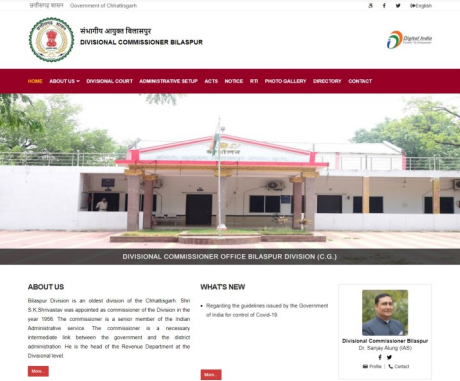 छत्तीसगढ़ शासन Government of Chhattisgarh
English
संभागीय आयुक्त बिलासपुर
DIVISIONAL COMMISSIONER BILASPUR
Digital India
Power To Empower
HOME ABOUT US DIVISIONAL COURT ADMINISTRATIVE SETUP ACTS NOTICE RTI PHOTO GALLERY DIRECTORY CONTACT
DIVISIONAL COMMISSIONER OFFICE BILASPUR DIVISION (C.G.)
ABOUT US
Bilaspur Division is an oldest division of the Chhattisgarh. Shri
S.K.Shrivastav was appointed as commissioner of the Division in
the year 1956. The commissioner is a senior member of the Indian
Administrative service. The commissioner is a necessary
intermediate link between the government and the district
administration. He is the head of the Revenue Department at the
Divisional level.
More..
WHAT'S NEW
• Regarding the guidelines issued by the Government
of India for control of Covid-19
More..
Divisional Commissioner Bilaspur
Dr. Sanjay Alung (IAS)
Profile | Contact